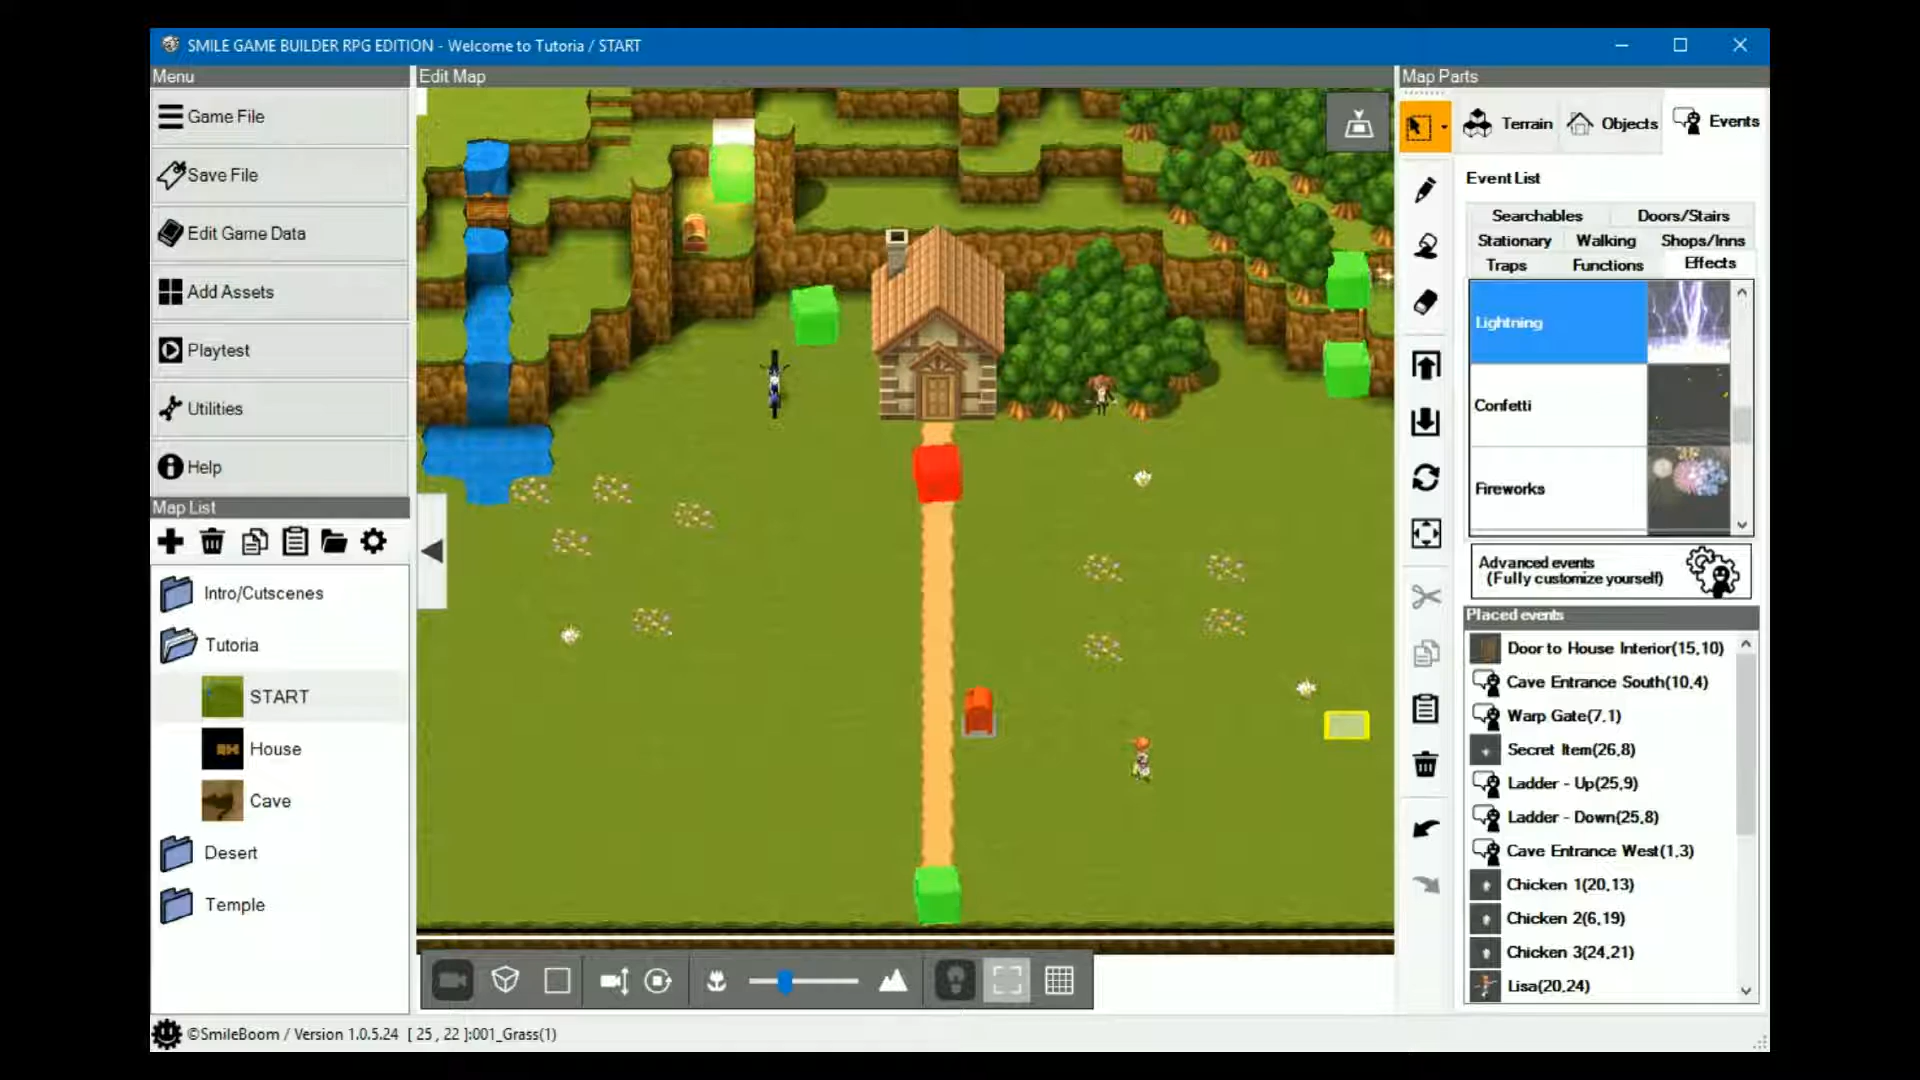 SMILE GAME BUILDER RPG EDITION - Welcome to Tutoria / START
Menu
Edit Map
Map Parts
Game File
Save File
Edit Game Data
Add Assets
Playtest
Utilities
Help
Map List
Intro/Cutscenes
Tutoria
START
House
Cave
Desert
Temple
Terrain
Objects
Events
Event List
Searchables
Doors/Stairs
Stationary
Walking
Shops/Inns
Traps
Functions
Effects
Lightning
Confetti
Fireworks
Advanced events
(Fully customize yourself)
Placed events
Door to House Interior(15,10)
Cave Entrance South(10,4)
Warp Gate(7,1)
Secret Item(26,8)
Ladder - Up(25,9)
Ladder - Down(25,8)
Cave Entrance West(1,3)
Chicken 1(20,13)
Chicken 2(6,19)
Chicken 3(24,21)
Lisa(20,24)
©SmileBoom / Version 1.0.5.24 [ 25 , 22 ]:001_Grass(1)